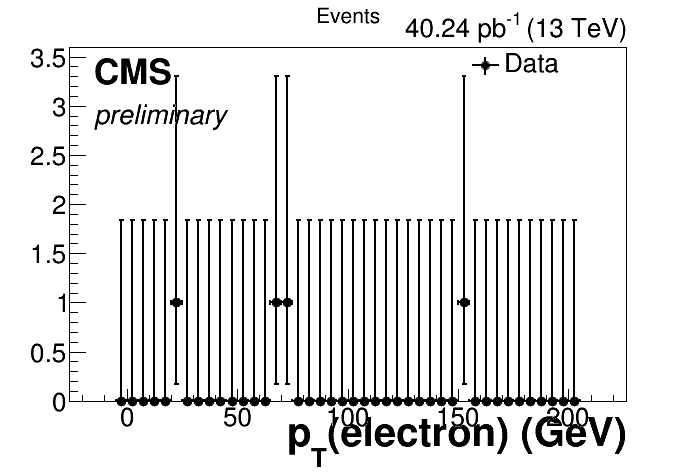 Events
40.24 pb-1 (13 TeV)
CMS
preliminary
Data
3.5
3
2.5
2
1.5
1
0.5
0
0 50 100 150 200
pT(electron) (GeV)